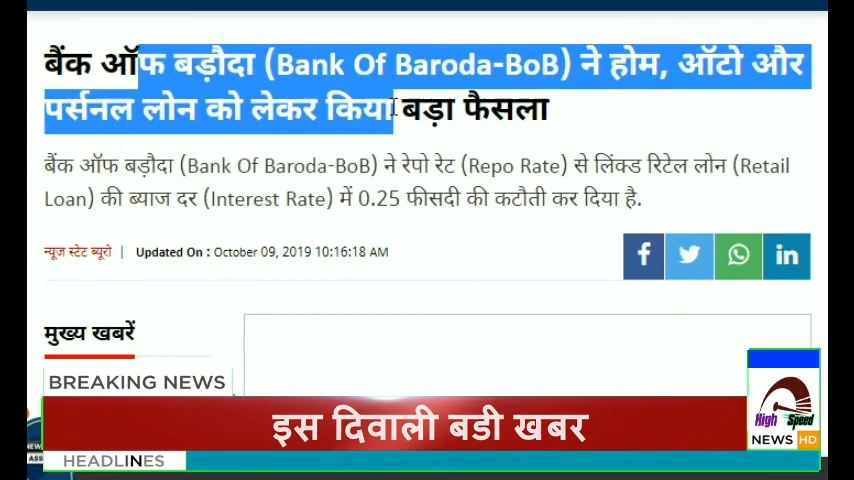 बैंक ऑफ बड़ौदा (Bank Of Baroda-BoB) ने होम, ऑटो और
पर्सनल लोन को लेकर किया बड़ा फैसला
बैंक ऑफ बड़ौदा (Bank Of Baroda-BoB) ने रेपो रेट (Repo Rate) से लिंक्ड रिटेल लोन (Retail
Loan) की ब्याज दर (Interest Rate) में 0.25 फीसदी की कटौती कर दिया है.
न्यूज स्टेट ब्यूरो | Updated On : October 09, 2019 10:16:18 AM
मुख्य खबरें
BREAKING NEWS
इस दिवाली बडी खबर
High Speed
NEWS HD
HEADLINES